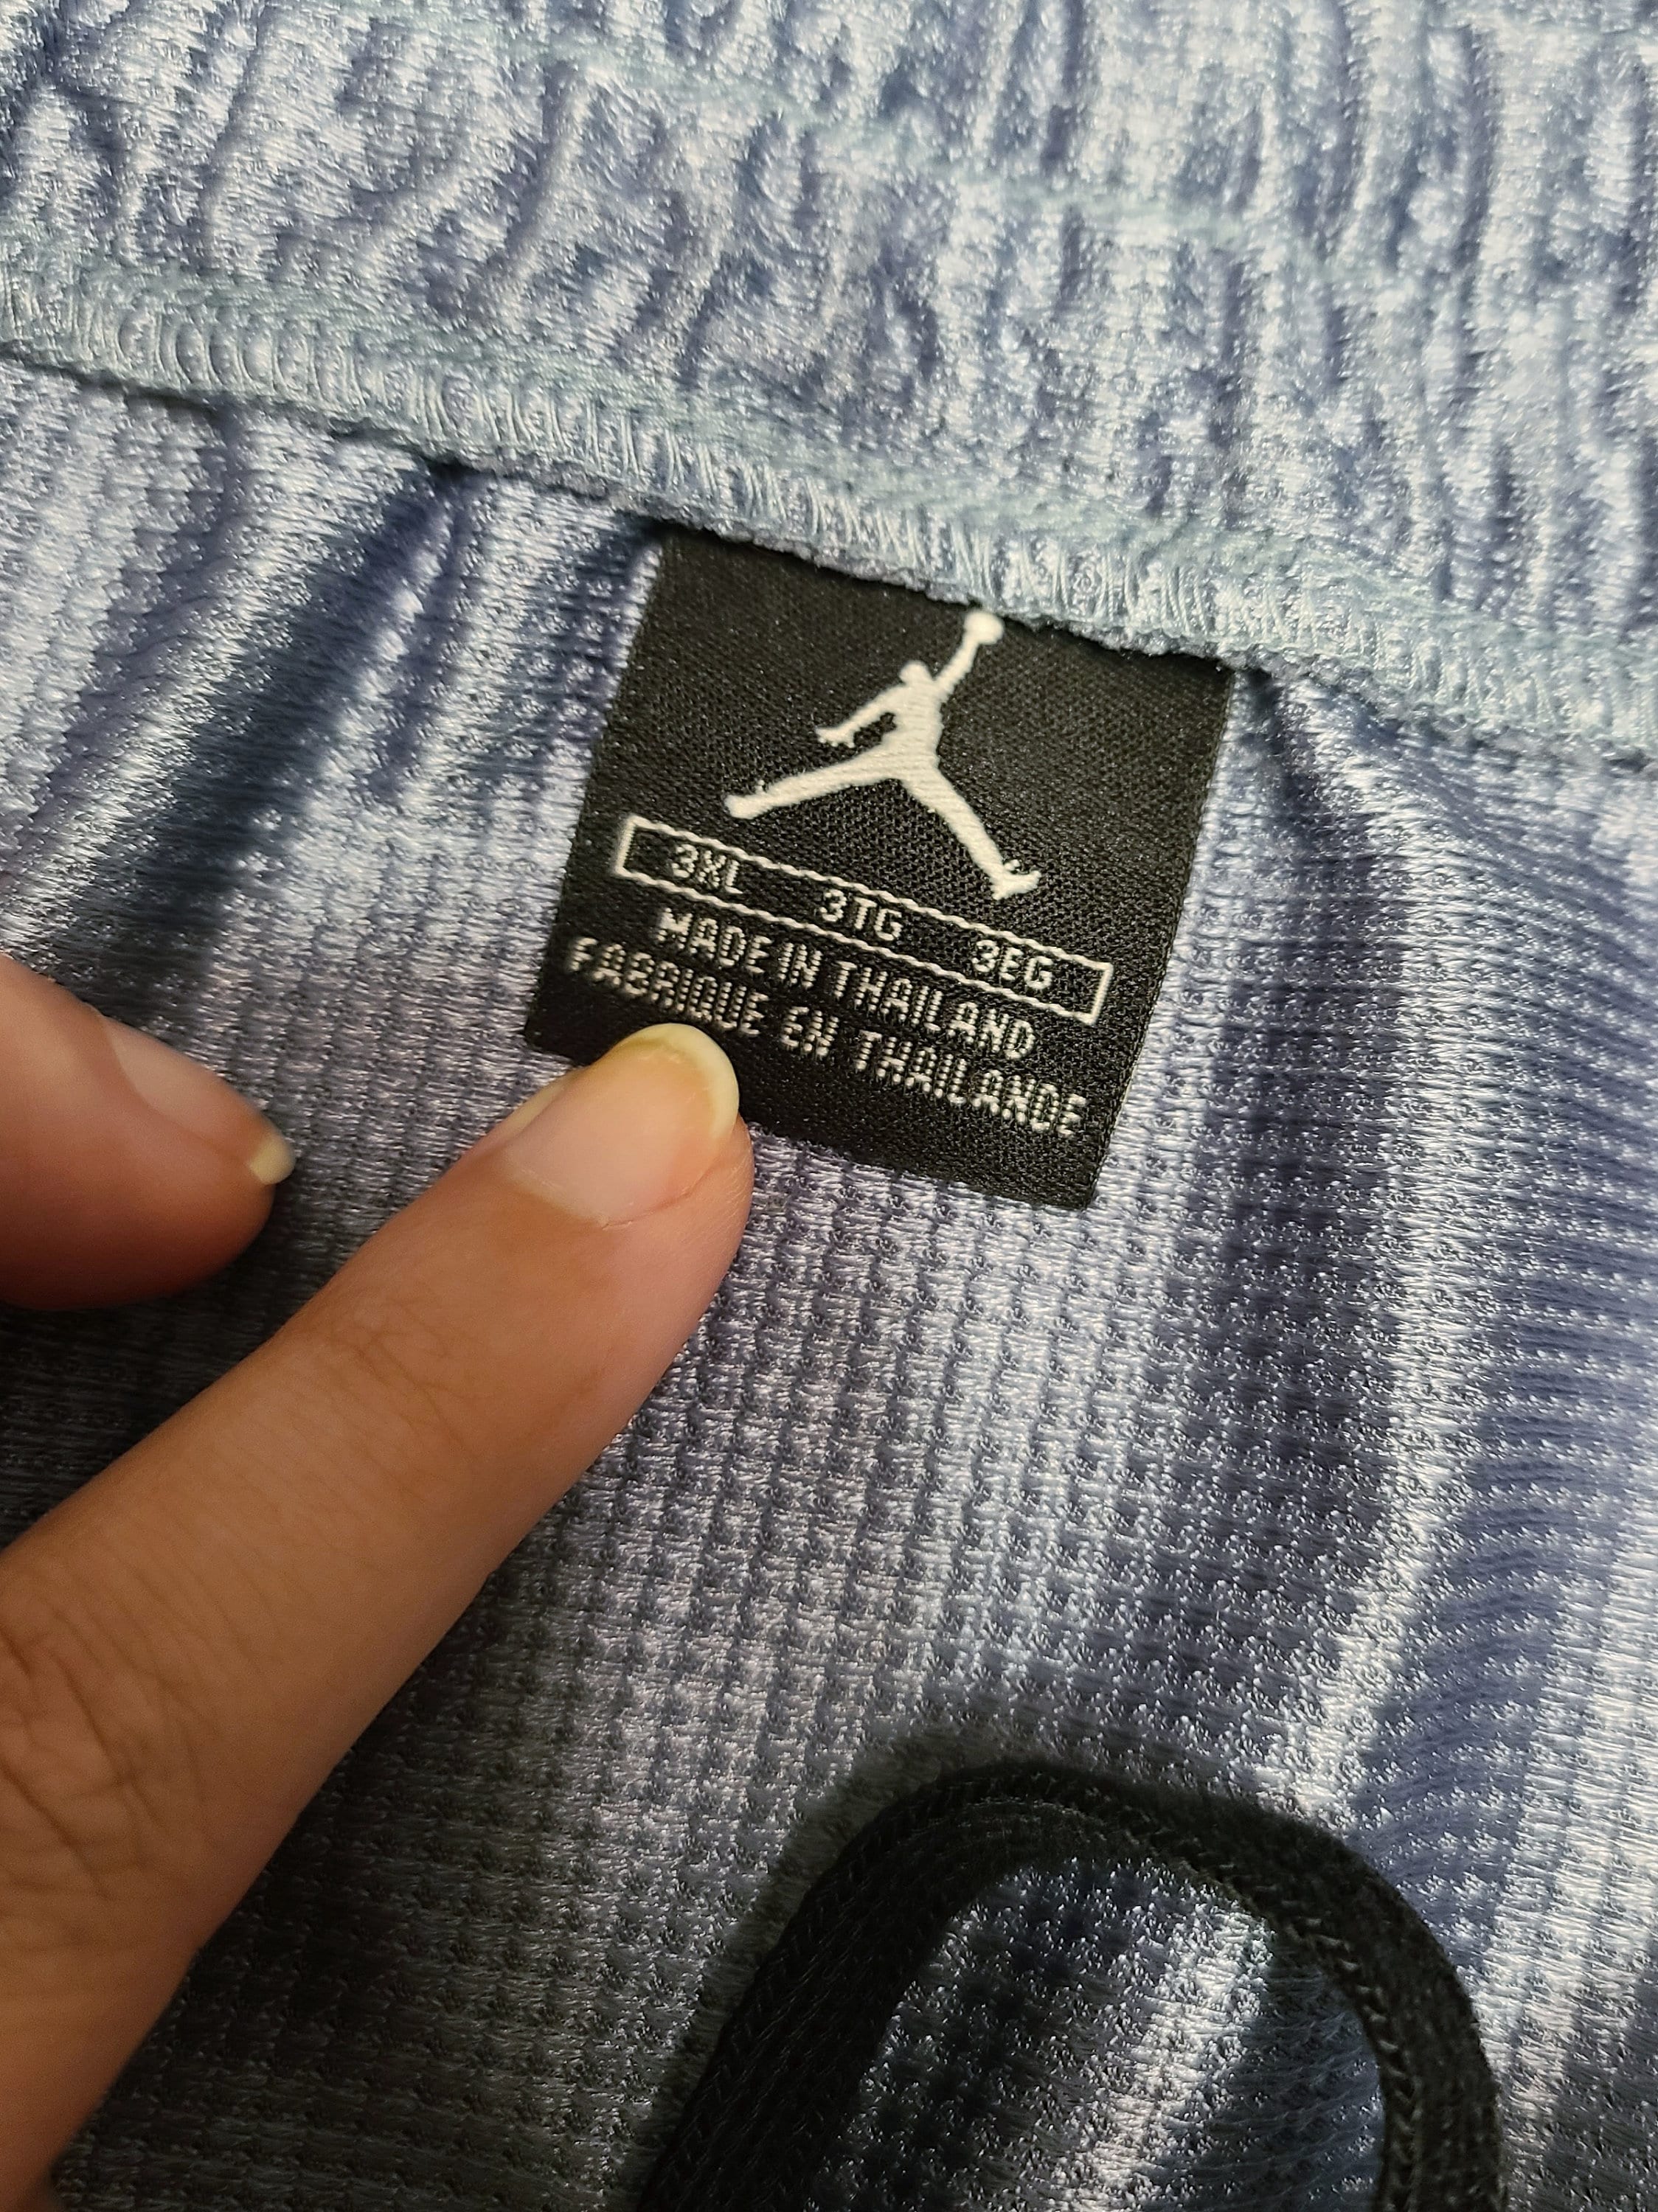 3XL 3TG 3EG
MADE IN THAILAND
FABRIQUE EN THAILANDE